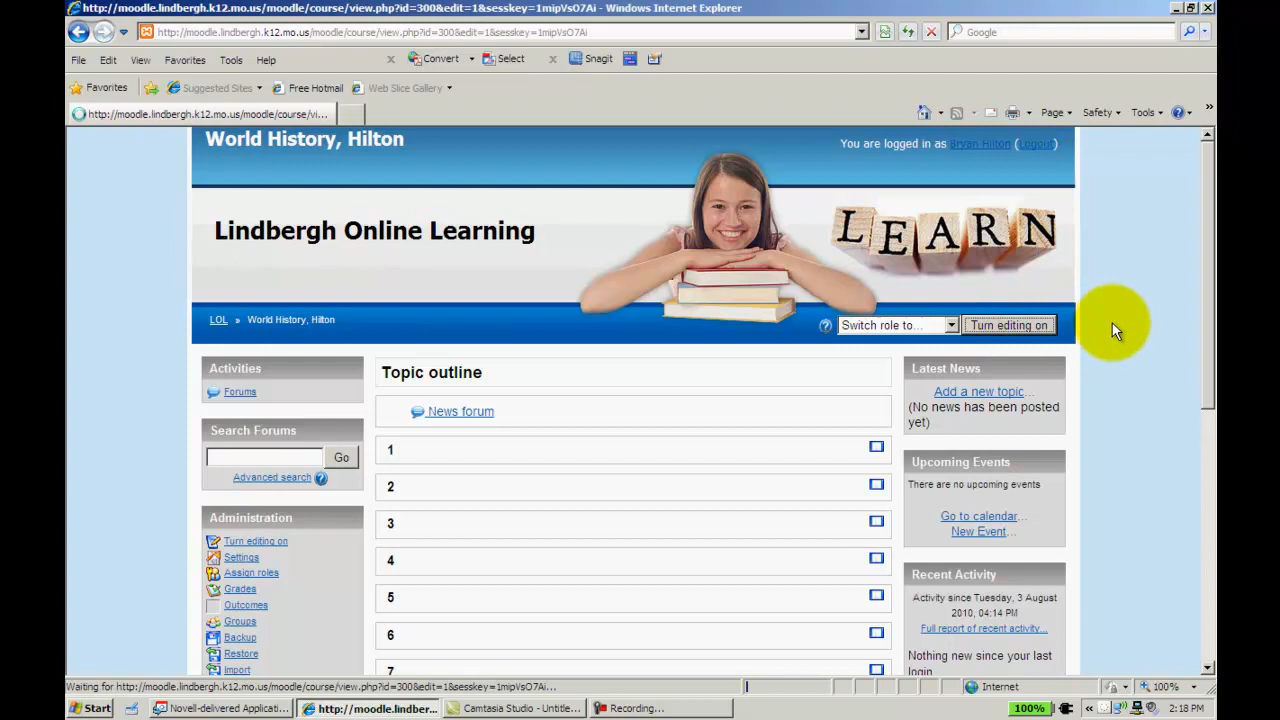 http://moodle.lindbergh.k12.mo.us/moodle/course/view.php?id=300&edit=1&sesskey=1mipVsO7Ai - Windows Internet Explorer
http://moodle.lindbergh.k12.mo.us/moodle/course/view.php?id=300&edit=1&sesskey=1mipVsO7Ai
Google
File Edit View Favorites Tools Help
x Convert Select x Snagit
Favorites Suggested Sites Free Hotmail Web Slice Gallery
http://moodle.lindbergh.k12.mo.us/moodle/course/vi...
Page Safety Tools
World History, Hilton
You are logged in as Bryan Hilton (Logout)
Lindbergh Online Learning
LEARN
LOL » World History, Hilton
Switch role to...
Turn editing on
Activities
Forums
Search Forums
Go
Advanced search
Administration
Turn editing on
Settings
Assign roles
Grades
Outcomes
Groups
Backup
Restore
Import
Topic outline
News forum
1
2
3
4
5
6
7
Latest News
Add a new topic...
(No news has been posted
yet)
Upcoming Events
There are no upcoming events
Go to calendar...
New Event...
Recent Activity
Activity since Tuesday, 3 August
2010, 04:14 PM
Full report of recent activity...
Nothing new since your last
login
Waiting for http://moodle.lindbergh.k12.mo.us/moodle/course/view.php?id=300&edit=1&sesskey=1mipVsO7Ai...
Internet
100%
Start
Novell-delivered Applicati...
http://moodle.lindber...
Camtasia Studio - Untitle...
Recording...
100%
2:18 PM